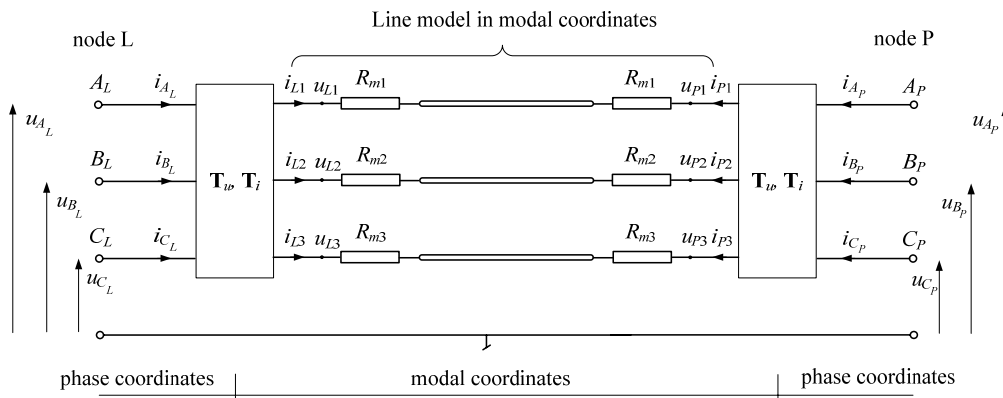 Line model in modal coordinates
node L
node P
A_L i_{A_L} i_{L1} u_{L1} R_{m1} R_{m1} u_{P1} i_{P1} i_{A_P} A_P
u_{A_L} u_{A_P}'
B_L i_{B_L} i_{L2} u_{L2} R_{m2} R_{m2} u_{P2} i_{P2} i_{B_P} B_P
T_u, T_i T_u, T_i
u_{B_L} u_{B_P}
C_L i_{C_L} i_{L3} u_{L3} R_{m3} R_{m3} u_{P3} i_{P3} i_{C_P} C_P
u_{C_L} u_{C_P}
phase coordinates modal coordinates phase coordinates